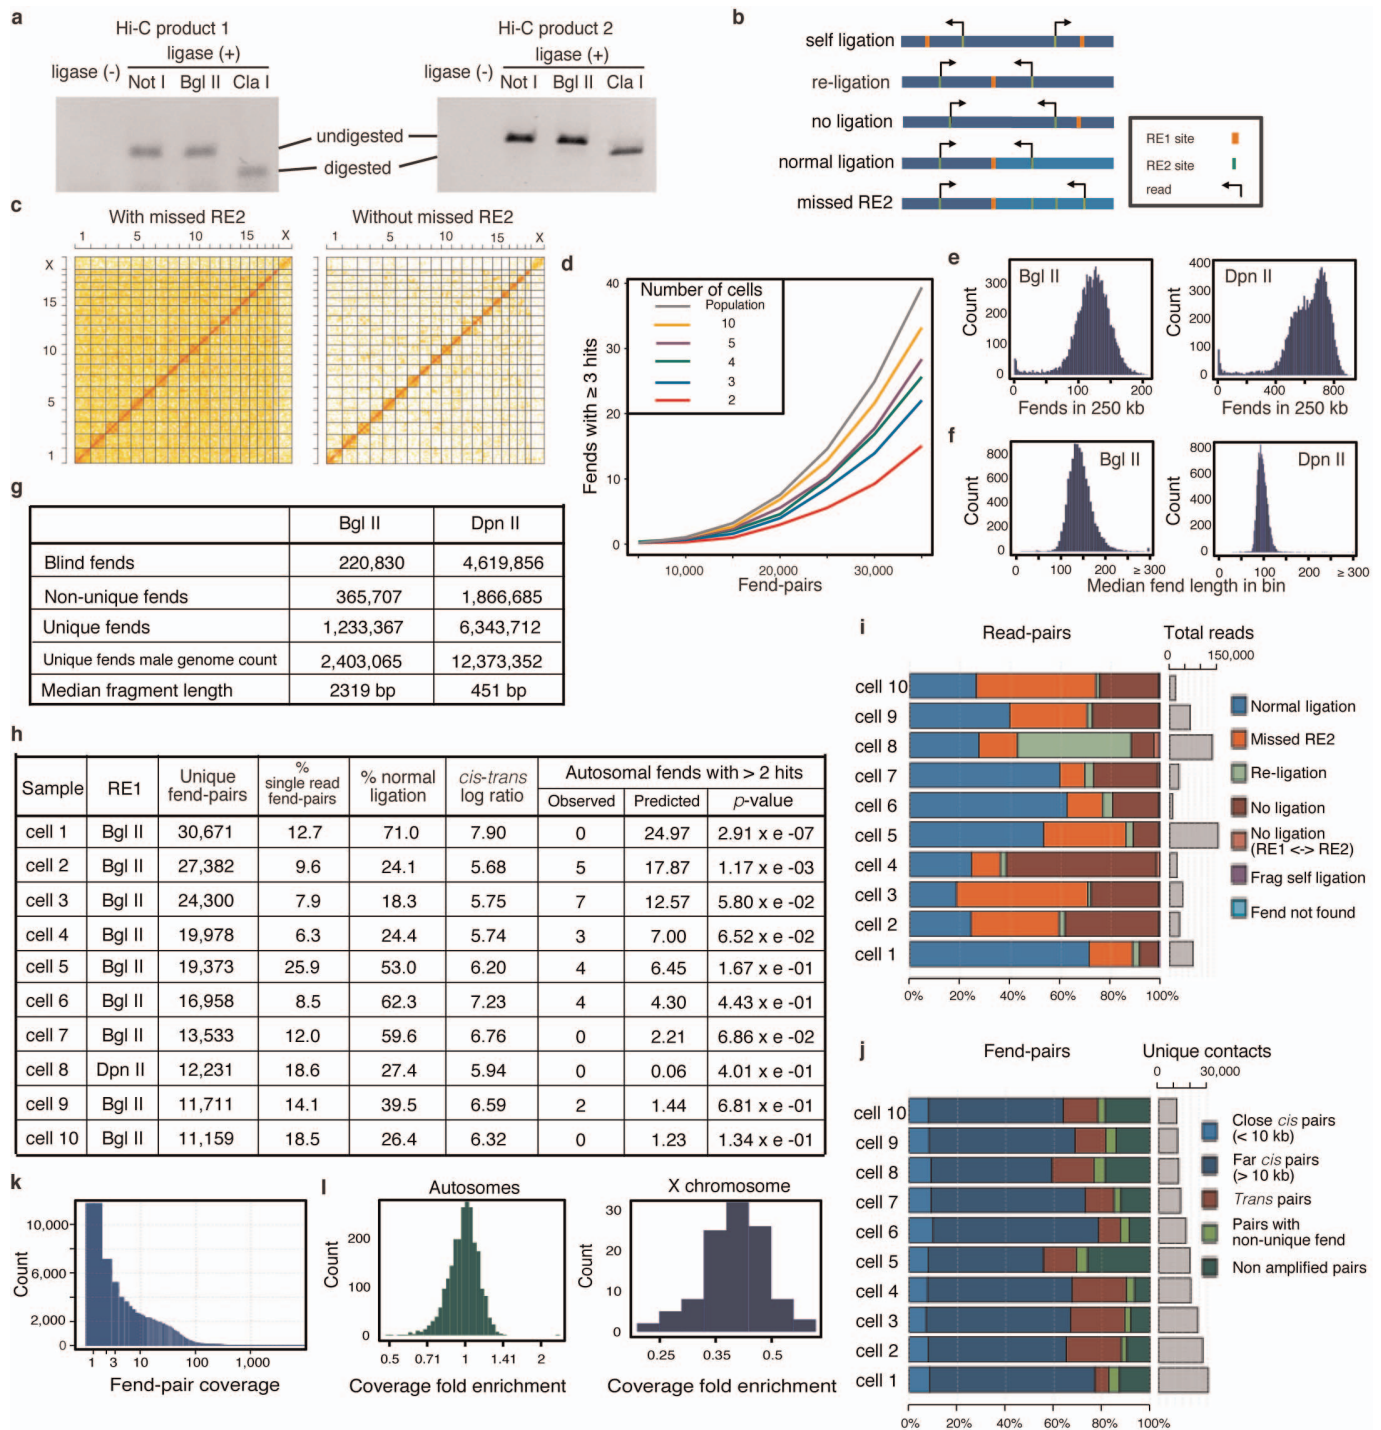 a
Hi-C product 1
ligase (+)
ligase (-)
Not I Bgl II Cla I
undigested
digested
Hi-C product 2
ligase (+)
ligase (-)
Not I Bgl II Cla I
b
self ligation
re-ligation
no ligation
normal ligation
missed RE2
RE1 site
RE2 site
read
c
With missed RE2
1 5 10 15 X
X
15
10
5
1
Without missed RE2
1 5 10 15 X
d
Number of cells
Population
10
5
4
3
2
Fends with ≥ 3 hits
40
30
20
10
0
10,000 20,000 30,000
Fend-pairs
e
Bgl II
Count
300
200
100
0
0 100 200
Fends in 250 kb
Dpn II
Count
400
300
200
100
0
0 400 800
Fends in 250 kb
f
Bgl II
Count
800
600
400
200
0
0 100 200 ≥ 300
Dpn II
Count
800
600
400
200
0
0 100 200 ≥ 300
Median fend length in bin
g
Bgl II Dpn II
Blind fends 220,830 4,619,856
Non-unique fends 365,707 1,866,685
Unique fends 1,233,367 6,343,712
Unique fends male genome count 2,403,065 12,373,352
Median fragment length 2319 bp 451 bp
h
Sample RE1 Unique fend-pairs % single read fend-pairs % normal ligation cis-trans log ratio Autosomal fends with > 2 hits
Observed Predicted p-value
cell 1 Bgl II 30,671 12.7 71.0 7.90 0 24.97 2.91 x e -07
cell 2 Bgl II 27,382 9.6 24.1 5.68 5 17.87 1.17 x e -03
cell 3 Bgl II 24,300 7.9 18.3 5.75 7 12.57 5.80 x e -02
cell 4 Bgl II 19,978 6.3 24.4 5.74 3 7.00 6.52 x e -02
cell 5 Bgl II 19,373 25.9 53.0 6.20 4 6.45 1.67 x e -01
cell 6 Bgl II 16,958 8.5 62.3 7.23 4 4.30 4.43 x e -01
cell 7 Bgl II 13,533 12.0 59.6 6.76 0 2.21 6.86 x e -02
cell 8 Dpn II 12,231 18.6 27.4 5.94 0 0.06 4.01 x e -01
cell 9 Bgl II 11,711 14.1 39.5 6.59 2 1.44 6.81 x e -01
cell 10 Bgl II 11,159 18.5 26.4 6.32 0 1.23 1.34 x e -01
i
Read-pairs
Total reads
0 150,000
cell 10
cell 9
cell 8
cell 7
cell 6
cell 5
cell 4
cell 3
cell 2
cell 1
0% 20% 40% 60% 80% 100%
Normal ligation
Missed RE2
Re-ligation
No ligation
No ligation
(RE1 <-> RE2)
Frag self ligation
Fend not found
j
Fend-pairs
Unique contacts
0 30,000
cell 10
cell 9
cell 8
cell 7
cell 6
cell 5
cell 4
cell 3
cell 2
cell 1
0% 20% 40% 60% 80% 100%
Close cis pairs
(< 10 kb)
Far cis pairs
(> 10 kb)
Trans pairs
Pairs with
non-unique fend
Non amplified pairs
k
Count
10,000
6,000
2,000
0
1 3 10 100 1,000
Fend-pair coverage
l
Autosomes
Count
200
100
0
0.5 0.71 1 1.41 2
Coverage fold enrichment
X chromosome
Count
30
20
10
0
0.25 0.35 0.5
Coverage fold enrichment